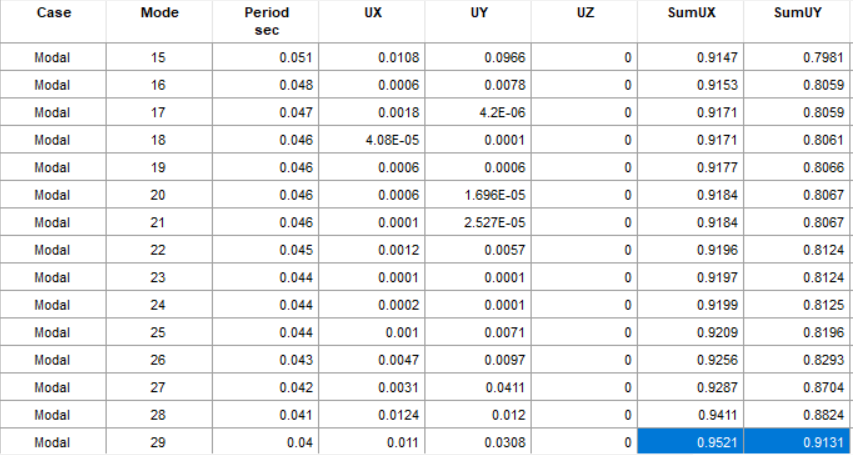 Case Mode Period sec UX UY UZ SumUX SumUY
Modal 15 0.051 0.0108 0.0966 0 0.9147 0.7981
Modal 16 0.048 0.0006 0.0078 0 0.9153 0.8059
Modal 17 0.047 0.0018 4.2E-06 0 0.9171 0.8059
Modal 18 0.046 4.08E-05 0.0001 0 0.9171 0.8061
Modal 19 0.046 0.0006 0.0006 0 0.9177 0.8066
Modal 20 0.046 0.0006 1.696E-05 0 0.9184 0.8067
Modal 21 0.046 0.0001 2.527E-05 0 0.9184 0.8067
Modal 22 0.045 0.0012 0.0057 0 0.9196 0.8124
Modal 23 0.044 0.0001 0.0001 0 0.9197 0.8124
Modal 24 0.044 0.0002 0.0001 0 0.9199 0.8125
Modal 25 0.044 0.001 0.0071 0 0.9209 0.8196
Modal 26 0.043 0.0047 0.0097 0 0.9256 0.8293
Modal 27 0.042 0.0031 0.0411 0 0.9287 0.8704
Modal 28 0.041 0.0124 0.012 0 0.9411 0.8824
Modal 29 0.04 0.011 0.0308 0 0.9521 0.9131